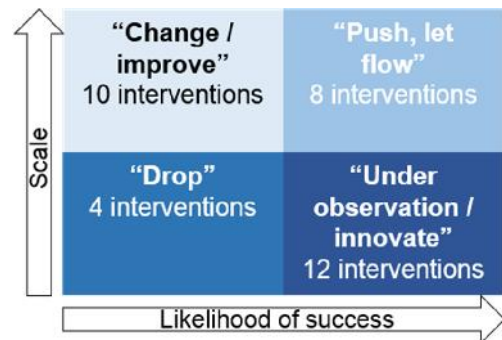 “Change /
improve”
10 interventions
“Push, let
flow”
8 interventions
Scale
“Drop”
4 interventions
“Under
observation /
innovate”
12 interventions
Likelihood of success